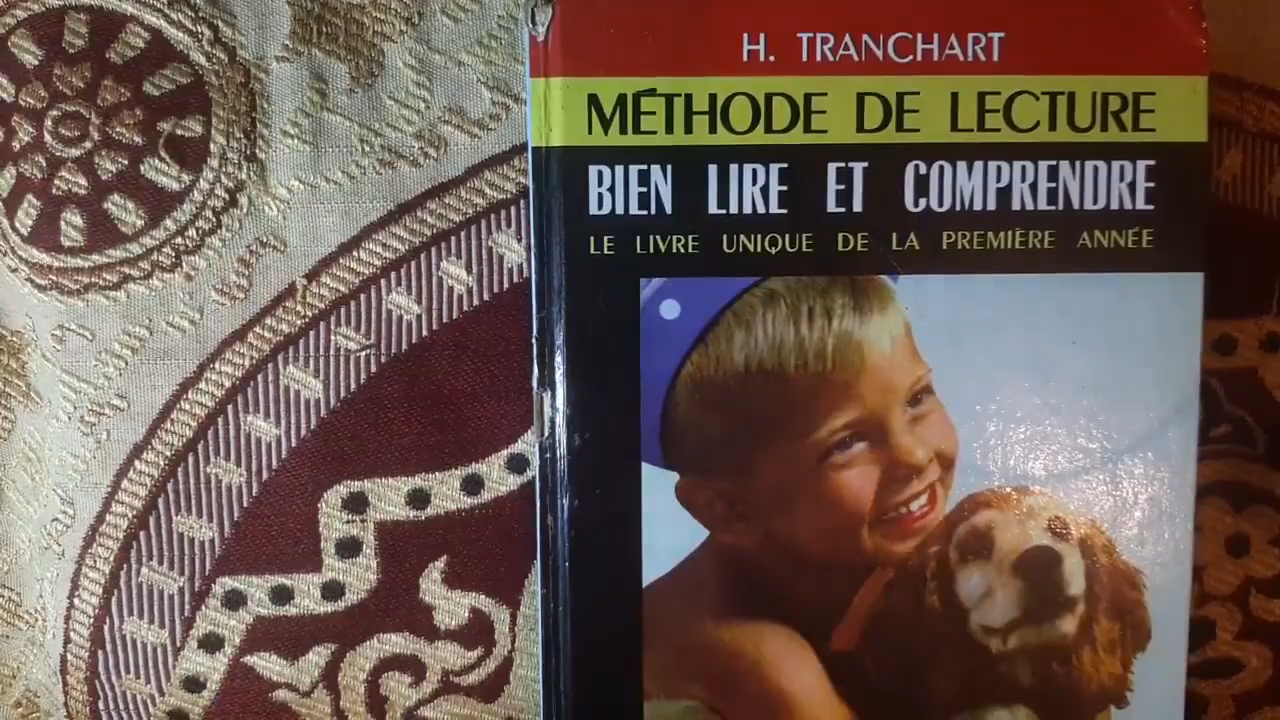 H. TRANCHART
MÉTHODE DE LECTURE
BIEN LIRE ET COMPRENDRE
LE LIVRE UNIQUE DE LA PREMIÈRE ANNÉE